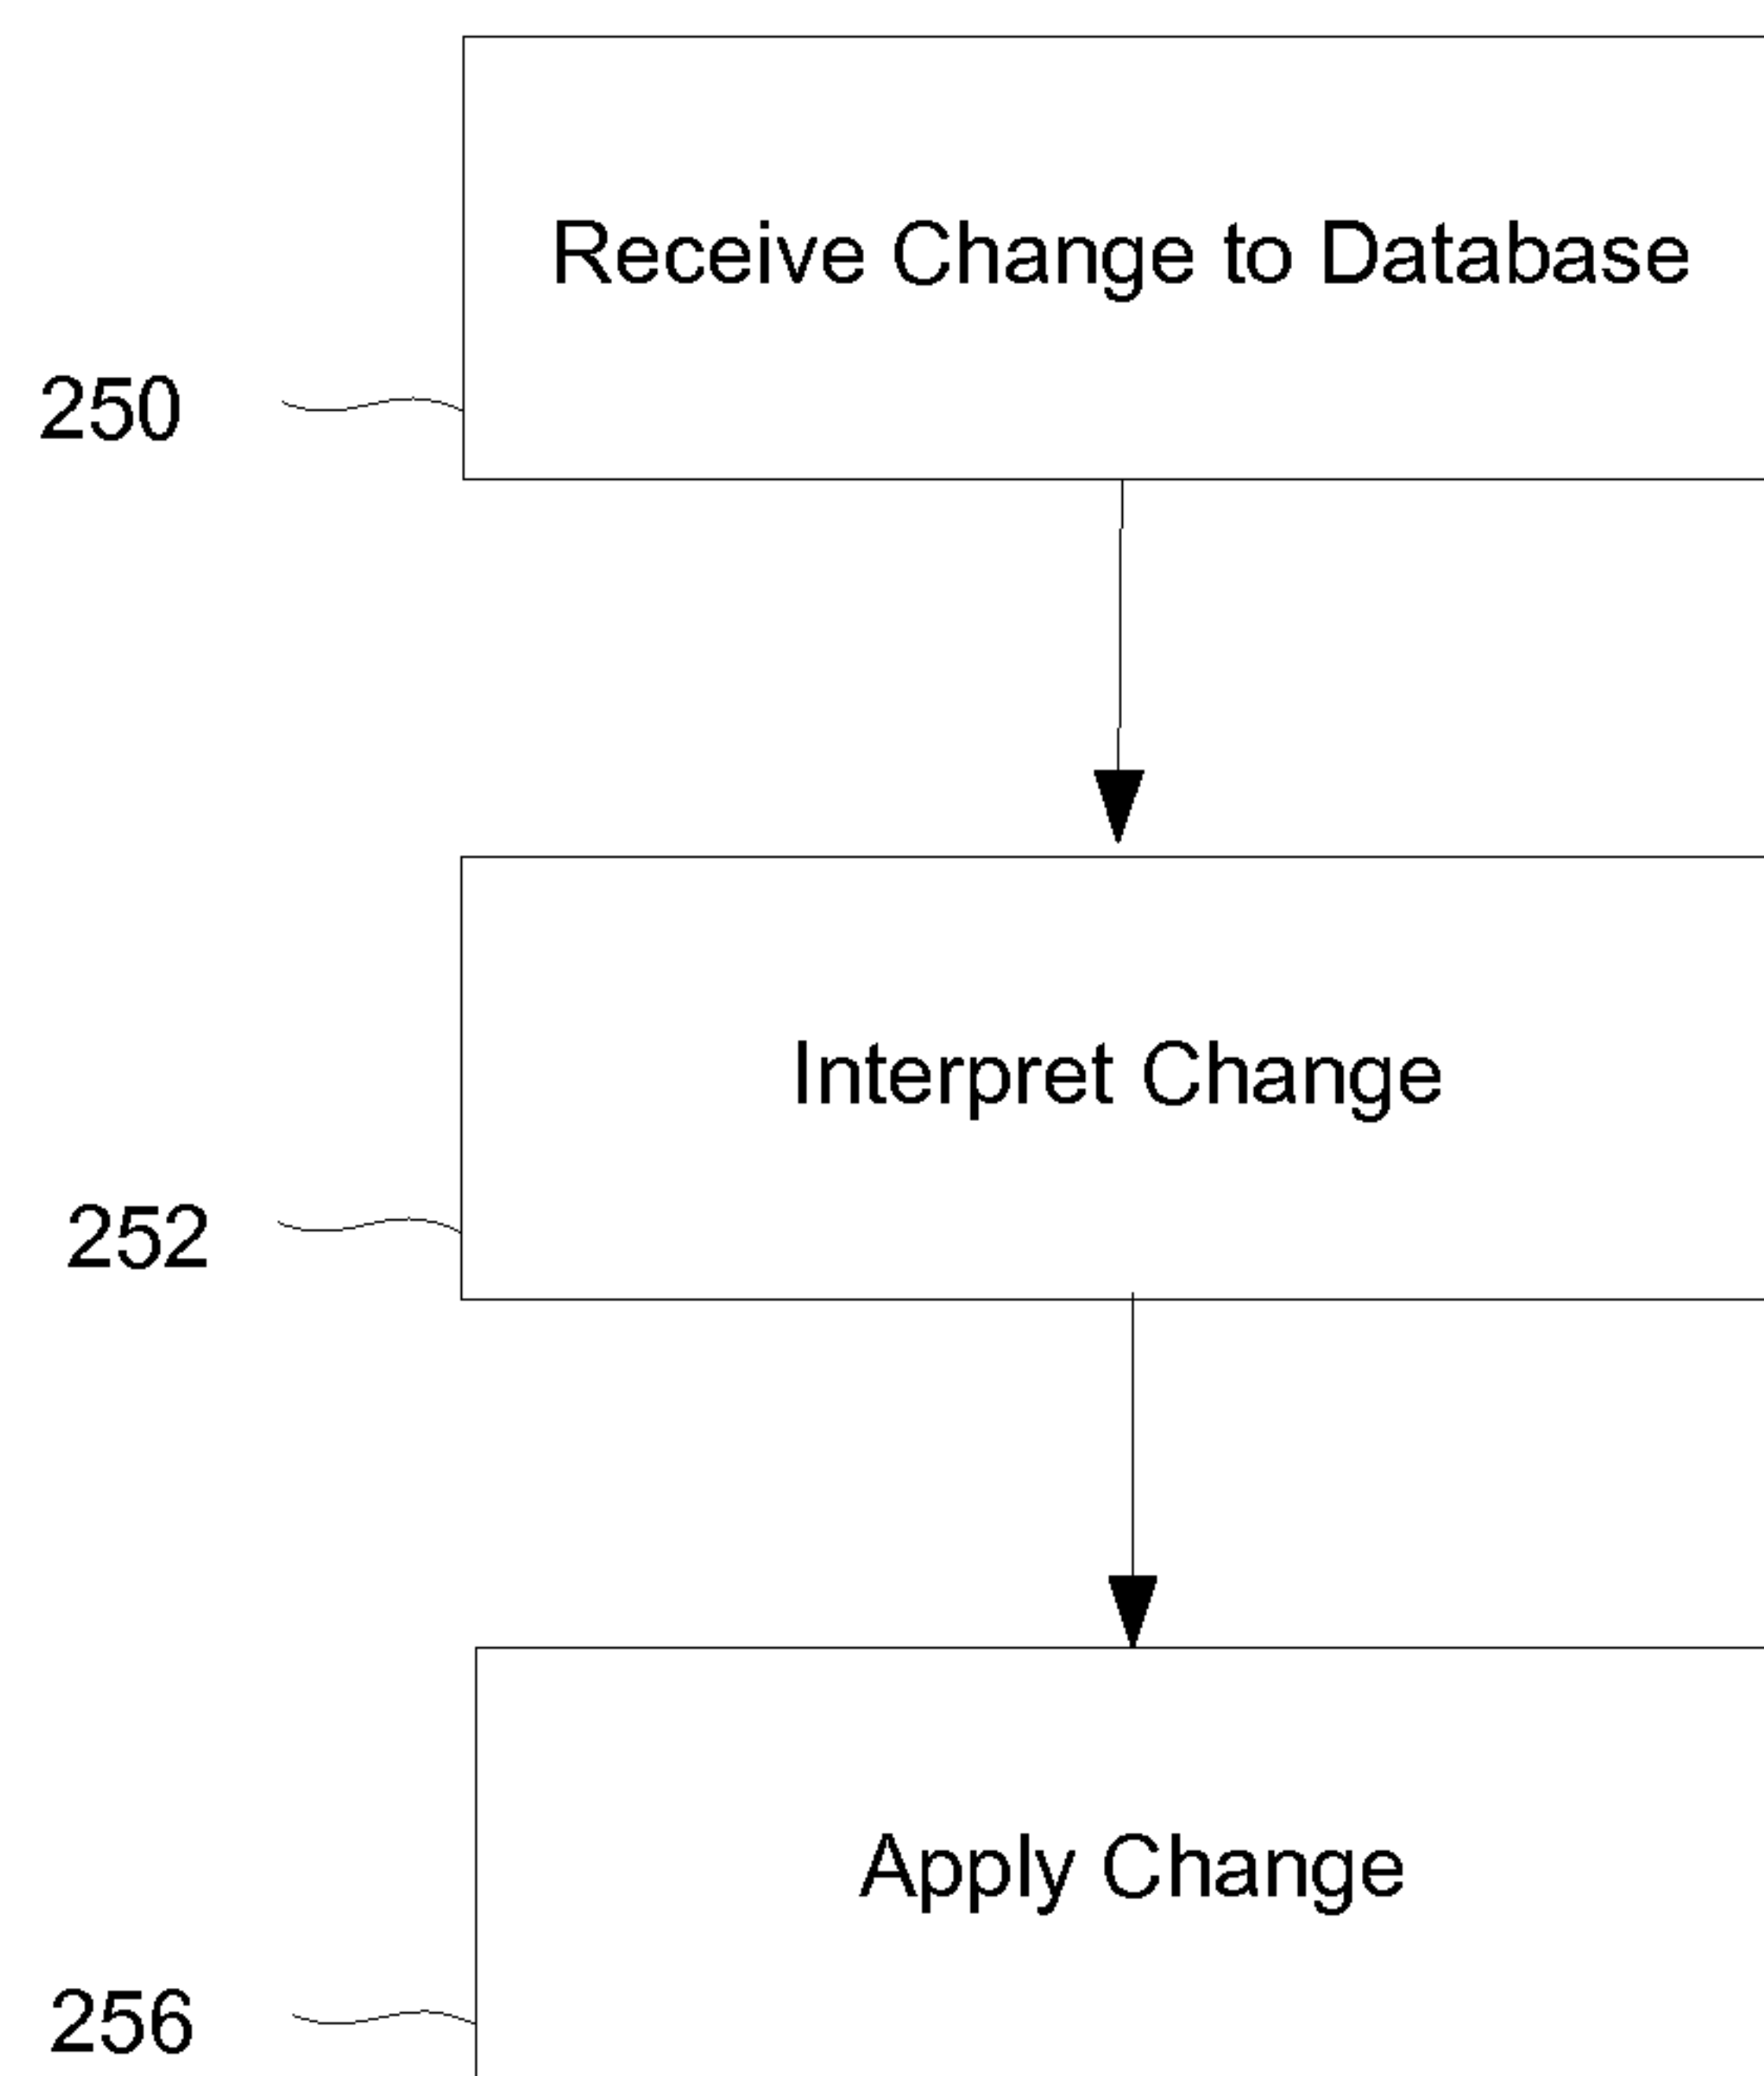 Receive Change to Database
250
Interpret Change
252
Apply Change
256